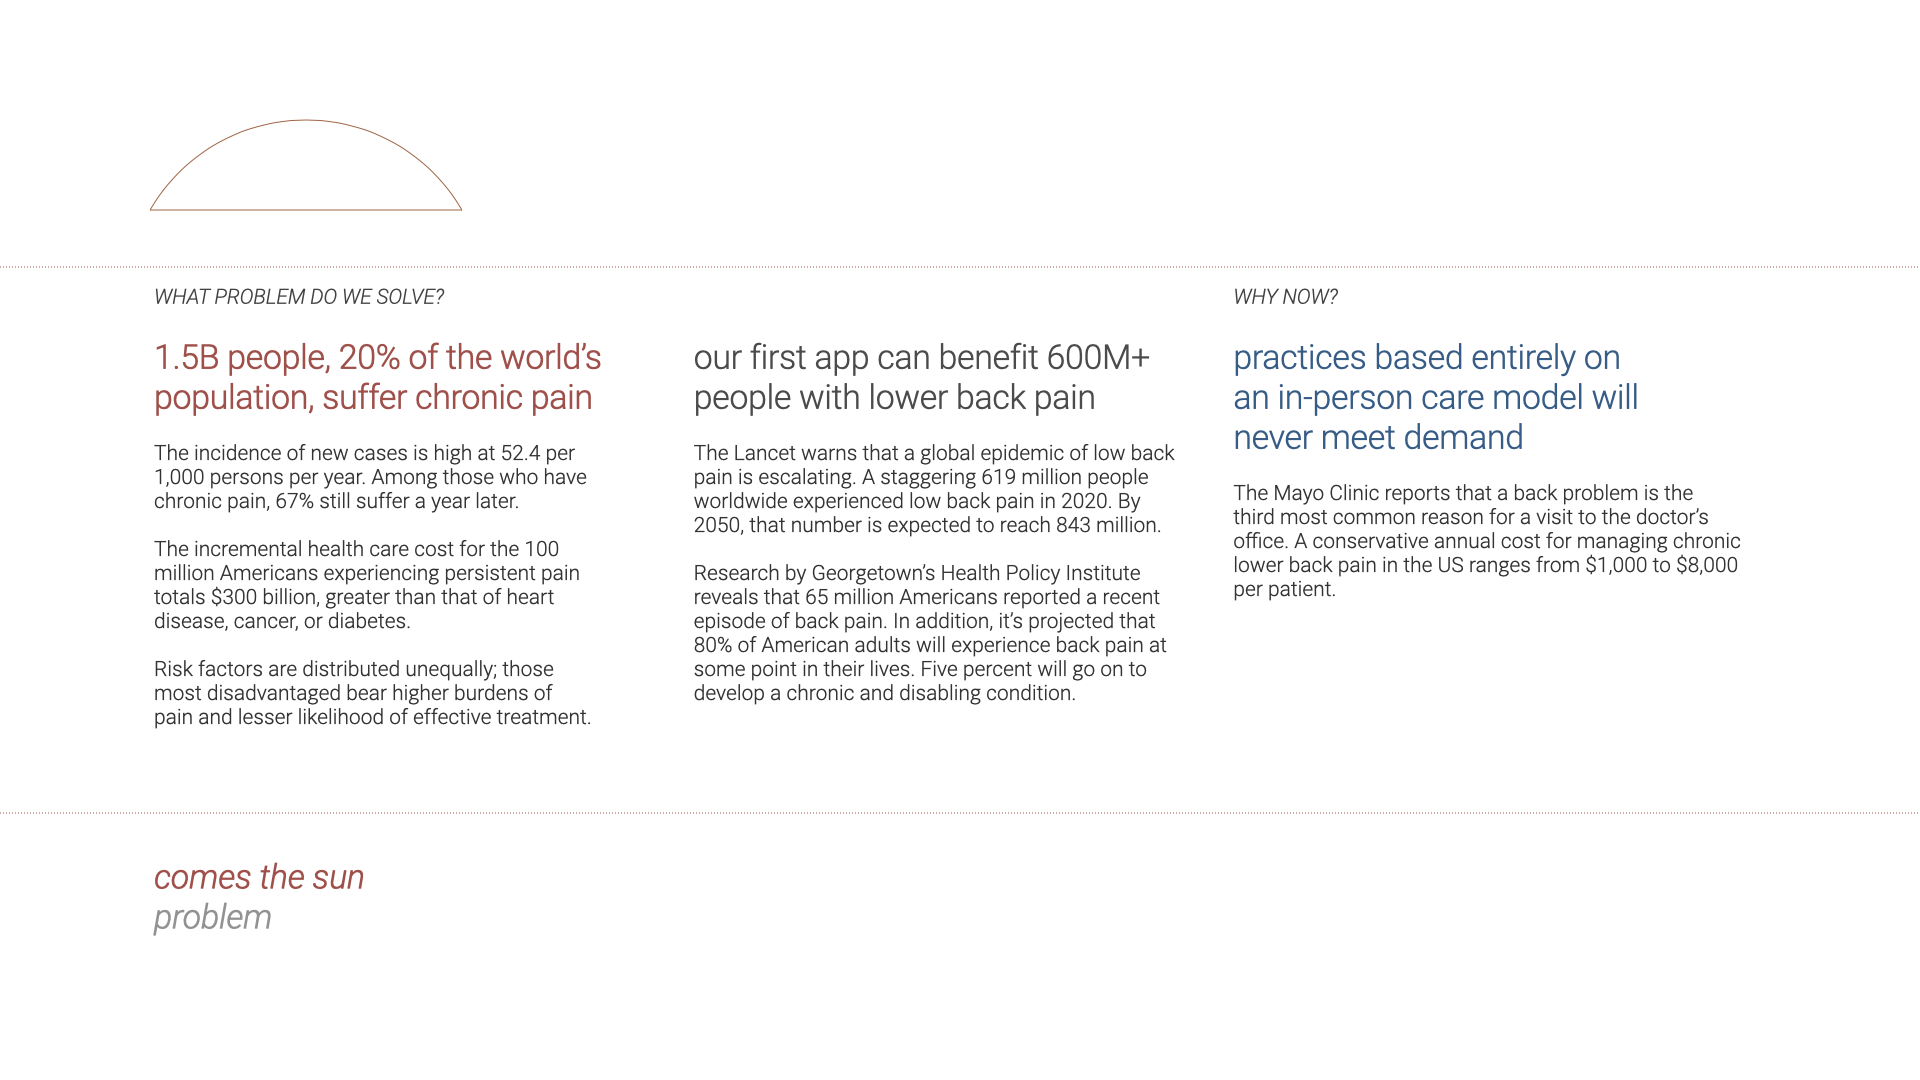 WHAT PROBLEM DO WE SOLVE?
1.5B people, 20% of the world’s
population, suffer chronic pain
The incidence of new cases is high at 52.4 per
1,000 persons per year. Among those who have
chronic pain, 67% still suffer a year later.
The incremental health care cost for the 100
million Americans experiencing persistent pain
totals $300 billion, greater than that of heart
disease, cancer, or diabetes.
Risk factors are distributed unequally; those
most disadvantaged bear higher burdens of
pain and lesser likelihood of effective treatment.
our first app can benefit 600M+
people with lower back pain
The Lancet warns that a global epidemic of low back
pain is escalating. A staggering 619 million people
worldwide experienced low back pain in 2020. By
2050, that number is expected to reach 843 million.
Research by Georgetown’s Health Policy Institute
reveals that 65 million Americans reported a recent
episode of back pain. In addition, it’s projected that
80% of American adults will experience back pain at
some point in their lives. Five percent will go on to
develop a chronic and disabling condition.
WHY NOW?
practices based entirely on
an in-person care model will
never meet demand
The Mayo Clinic reports that a back problem is the
third most common reason for a visit to the doctor’s
office. A conservative annual cost for managing chronic
lower back pain in the US ranges from $1,000 to $8,000
per patient.
comes the sun
problem